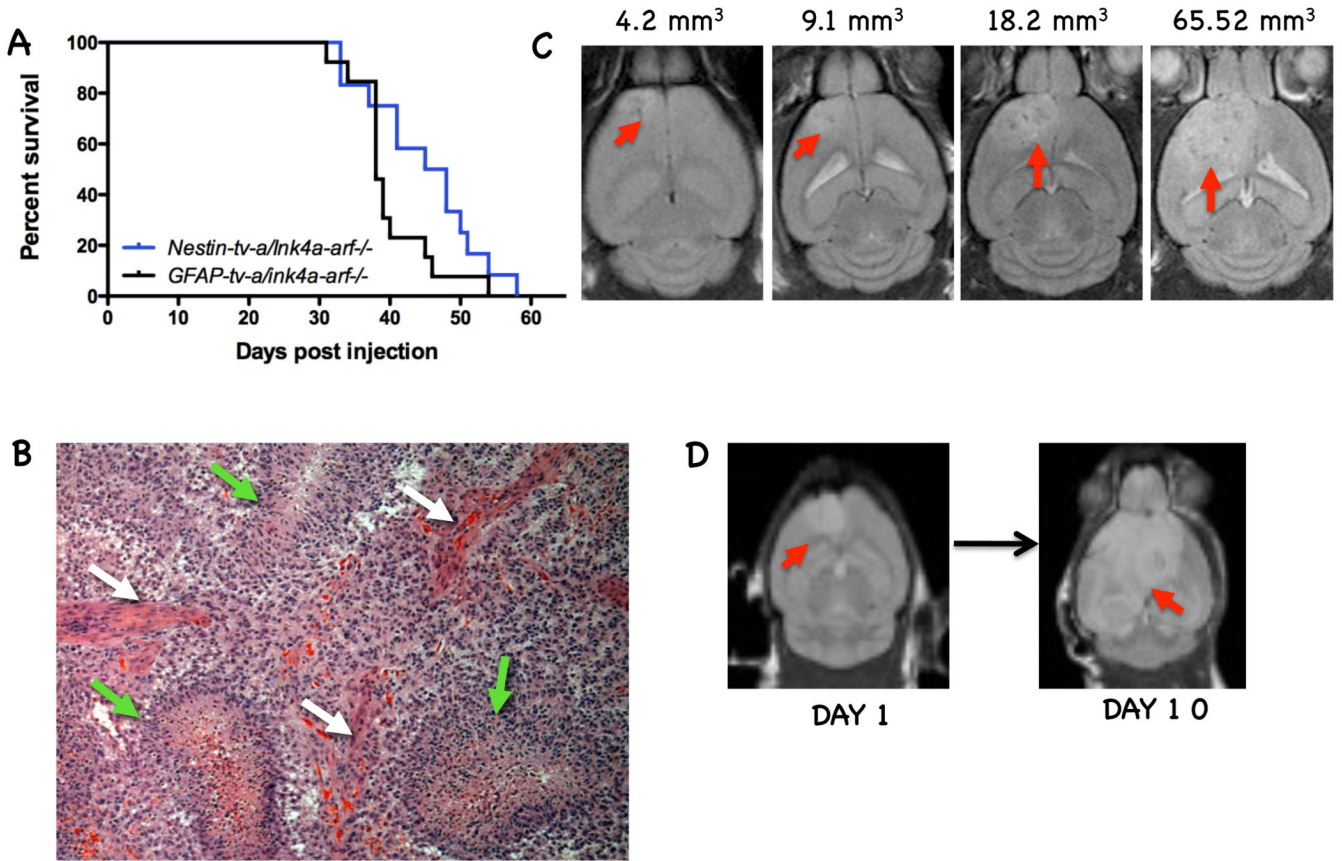 A
Percent survival
100
80
60
40
20
0
Nestin-tv-a/Ink4a-arf-/-
GFAP-tv-a/ink4a-arf-/-
0 10 20 30 40 50 60
Days post injection
C
4.2 mm³ 9.1 mm³ 18.2 mm³ 65.52 mm³
B
D
DAY 1
DAY 1 0